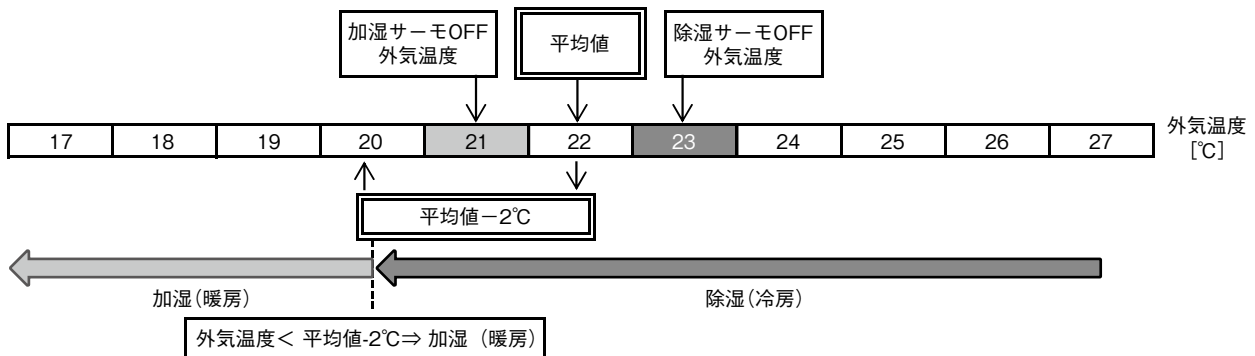 加湿サーモOFF
外気温度
平均値
除湿サーモOFF
外気温度
17 18 19 20 21 22 23 24 25 26 27
外気温度
[℃]
平均値－2℃
加湿(暖房)
除湿(冷房)
外気温度＜ 平均値-2℃⇒ 加湿（暖房）